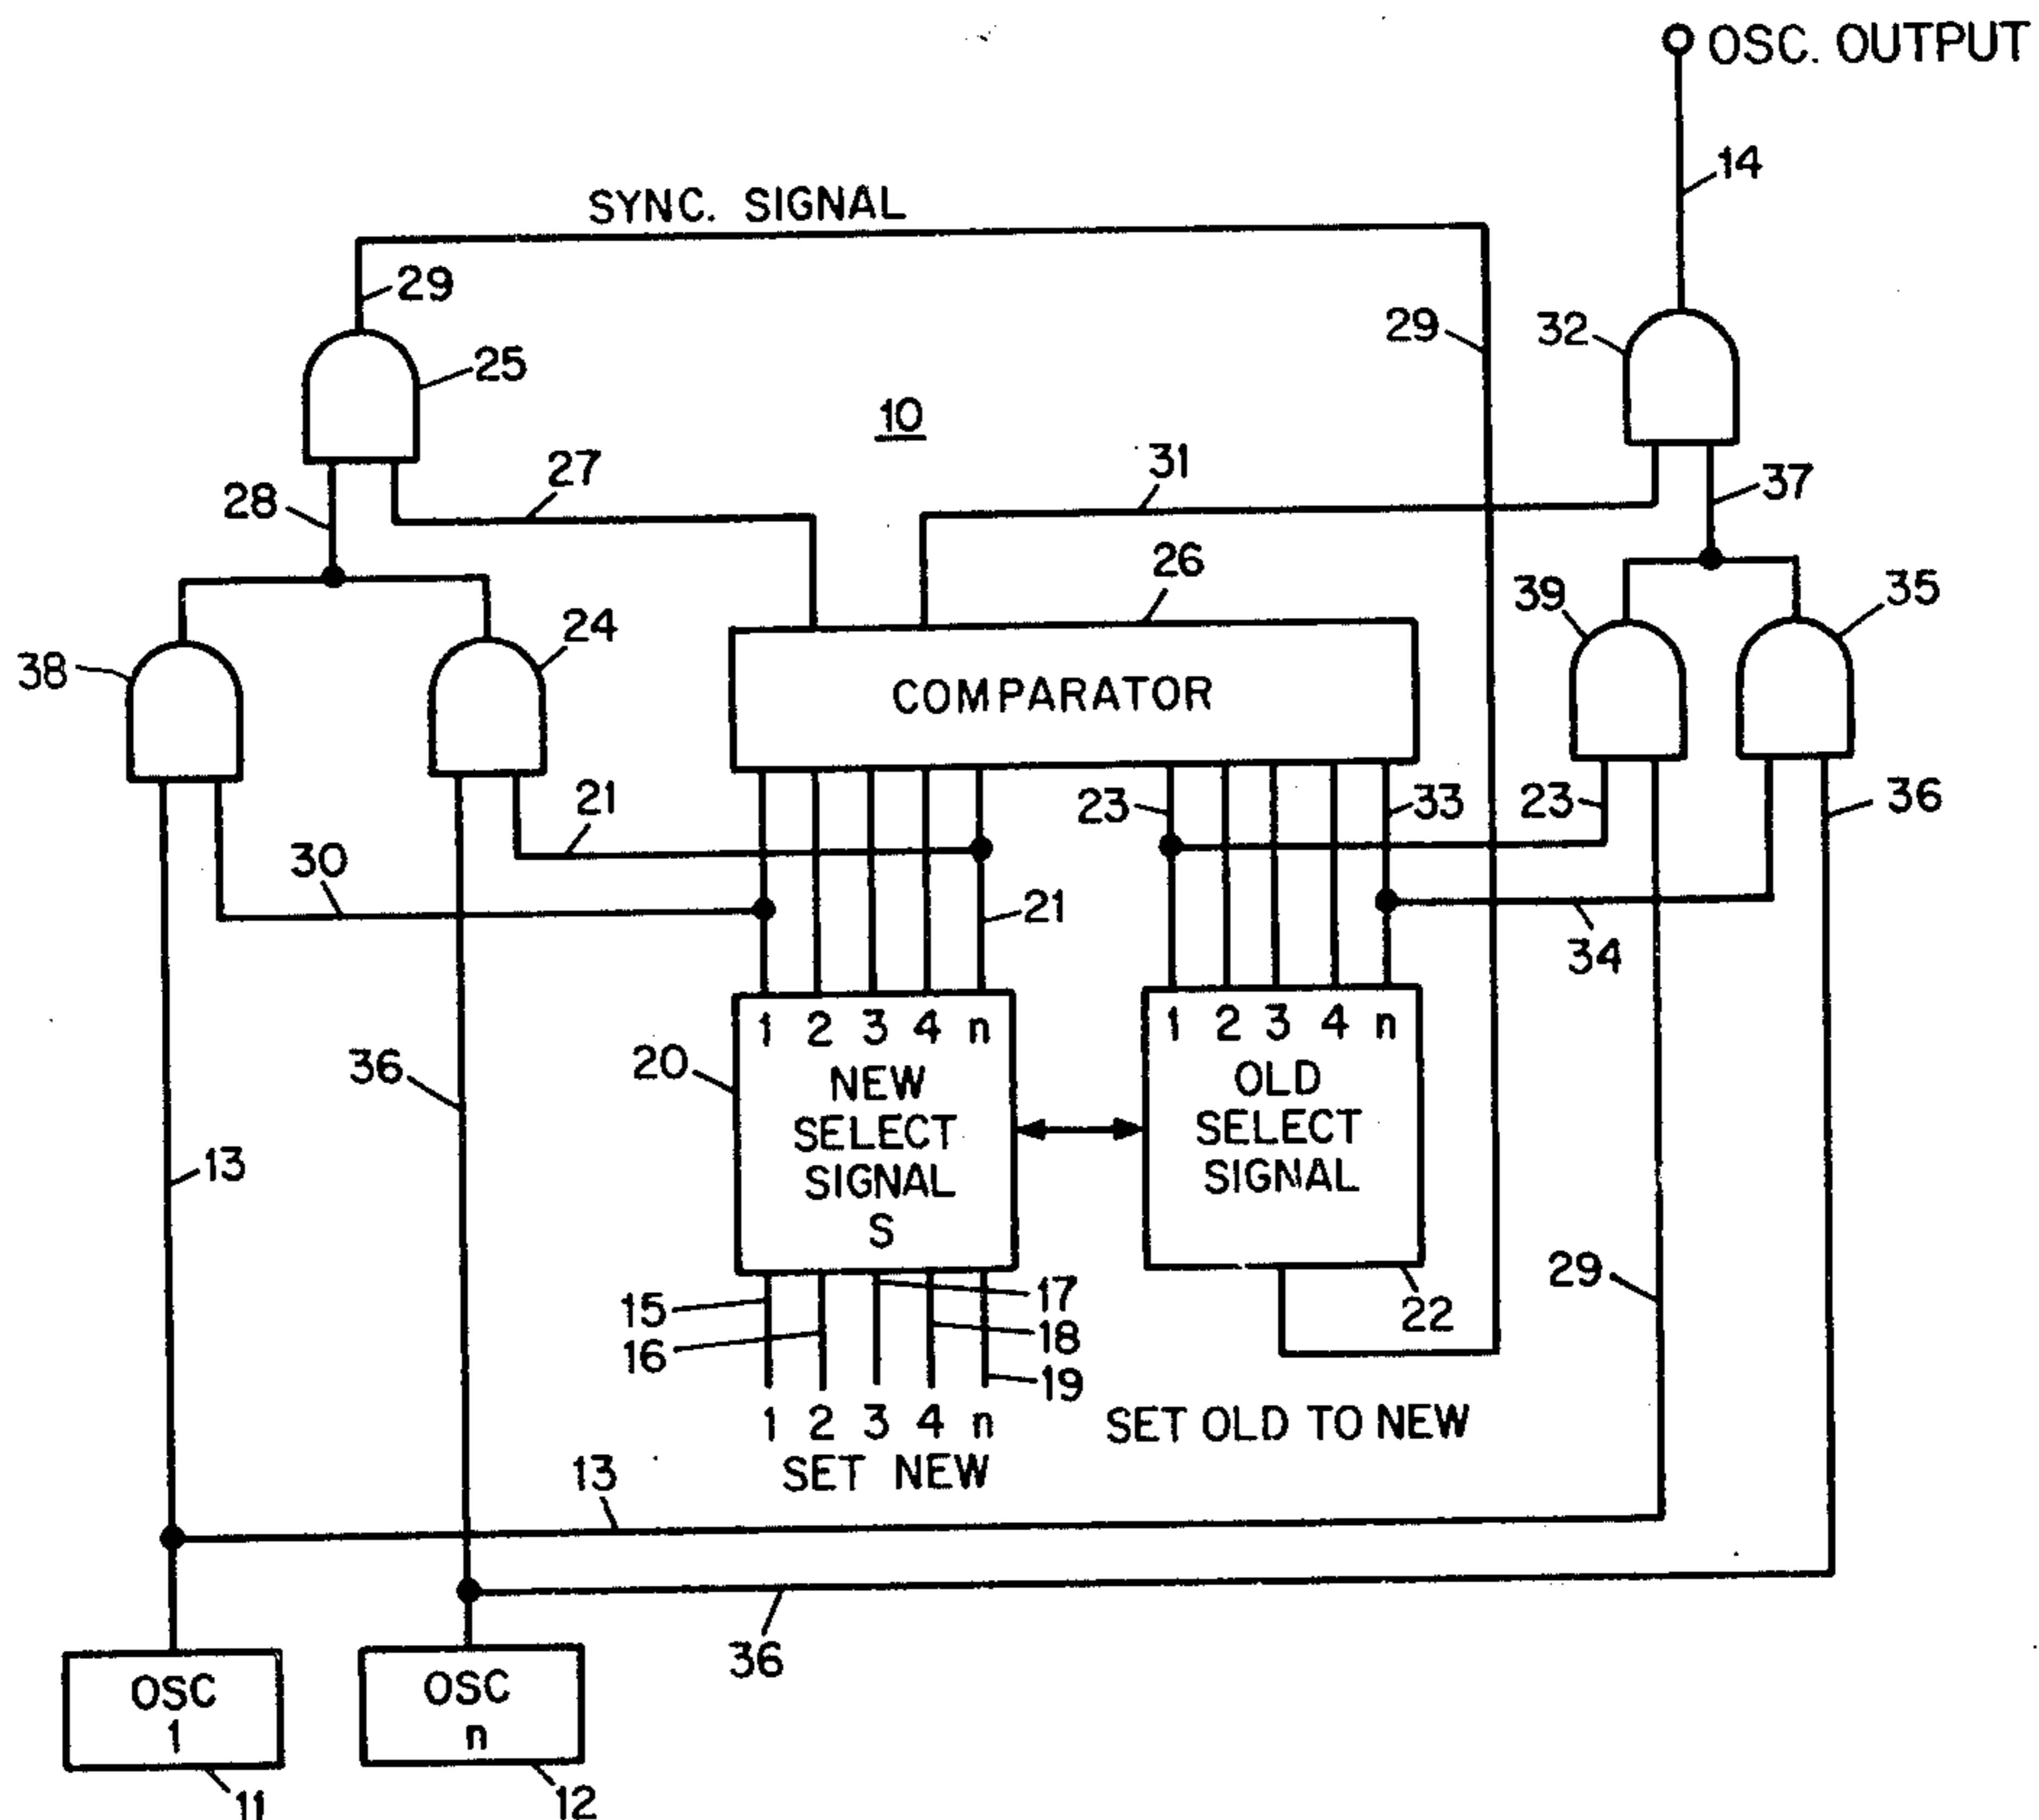 OSC. OUTPUT
14
SYNC. SIGNAL
29
29
32
25
10
27
31
37
28
26
39
35
24
38
COMPARATOR
21
23
33
23
36
30
21
34
1 2 3 4 n
1 2 3 4 n
20
NEW
SELECT
SIGNAL
S
OLD
SELECT
SIGNAL
36
13
29
15
17
22
16
18
19
1 2 3 4 n
SET NEW
SET OLD TO NEW
13
36
OSC
1
OSC
n
11
12